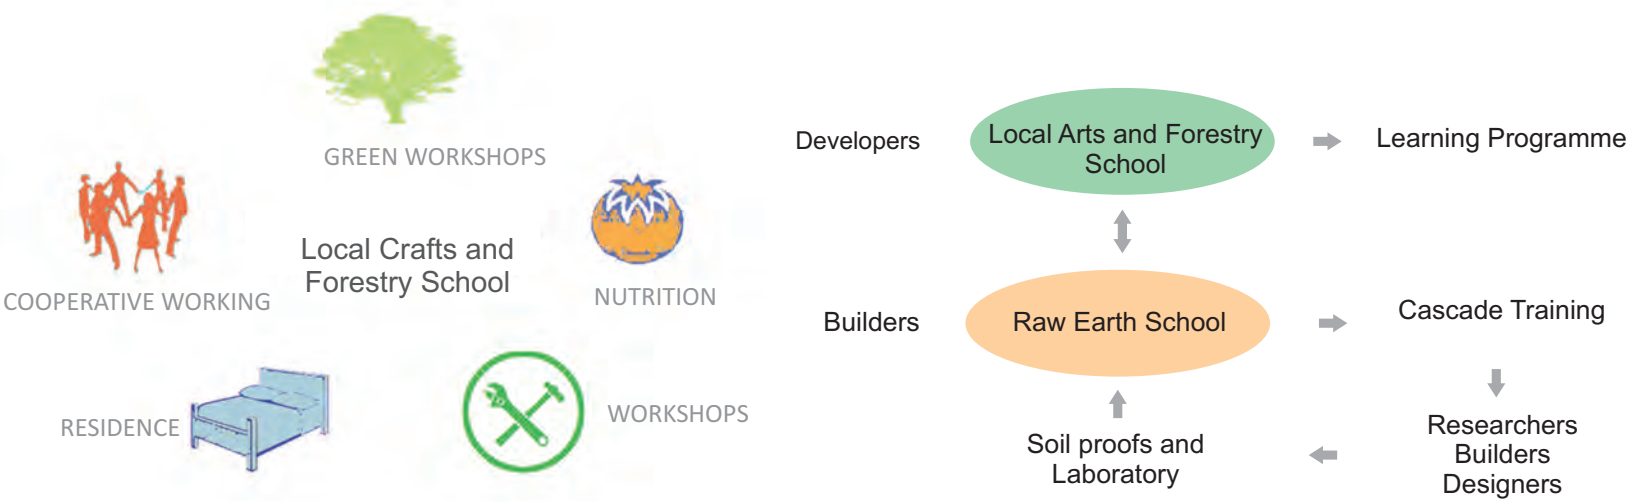 GREEN WORKSHOPS
COOPERATIVE WORKING
Local Crafts and
Forestry School
NUTRITION
RESIDENCE
WORKSHOPS
Developers
Local Arts and Forestry
School
Learning Programme
Builders
Raw Earth School
Cascade Training
Soil proofs and
Laboratory
Researchers
Builders
Designers